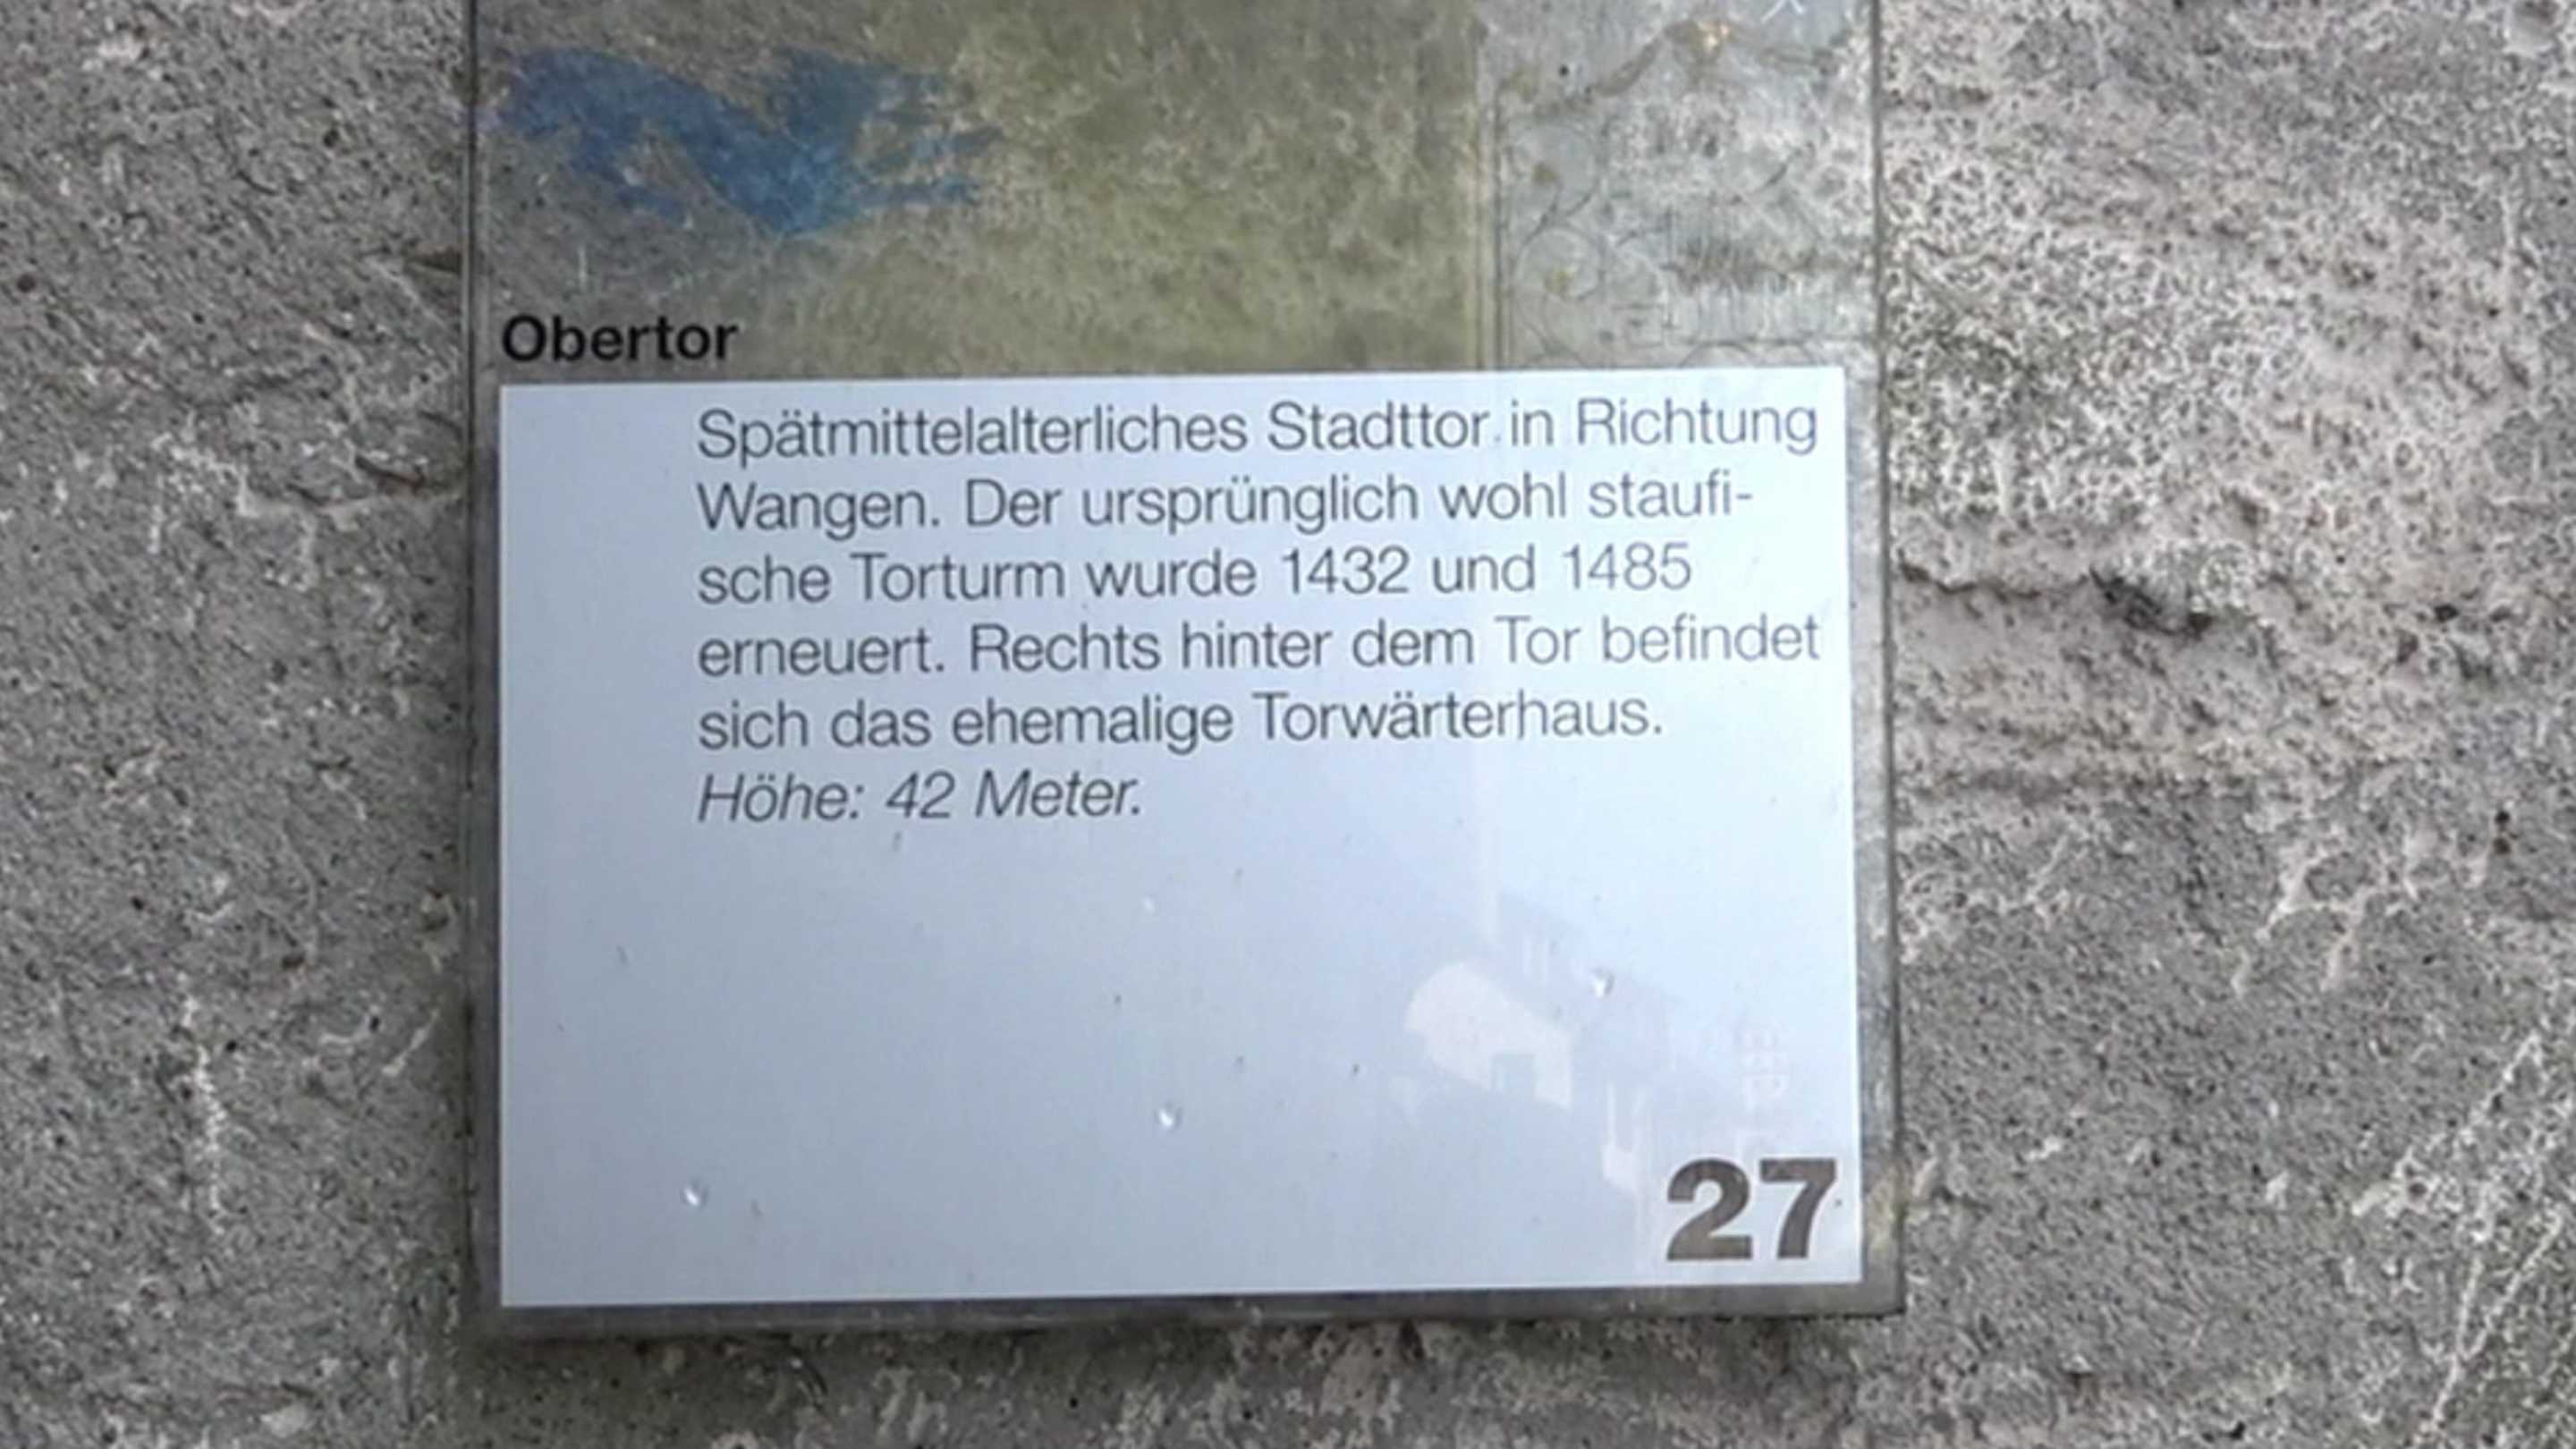 Obertor
Spätmittelalterliches Stadttor in Richtung
Wangen. Der ursprünglich wohl staufi-
sche Torturm wurde 1432 und 1485
erneuert. Rechts hinter dem Tor befindet
sich das ehemalige Torwärterhaus.
Höhe: 42 Meter.
27